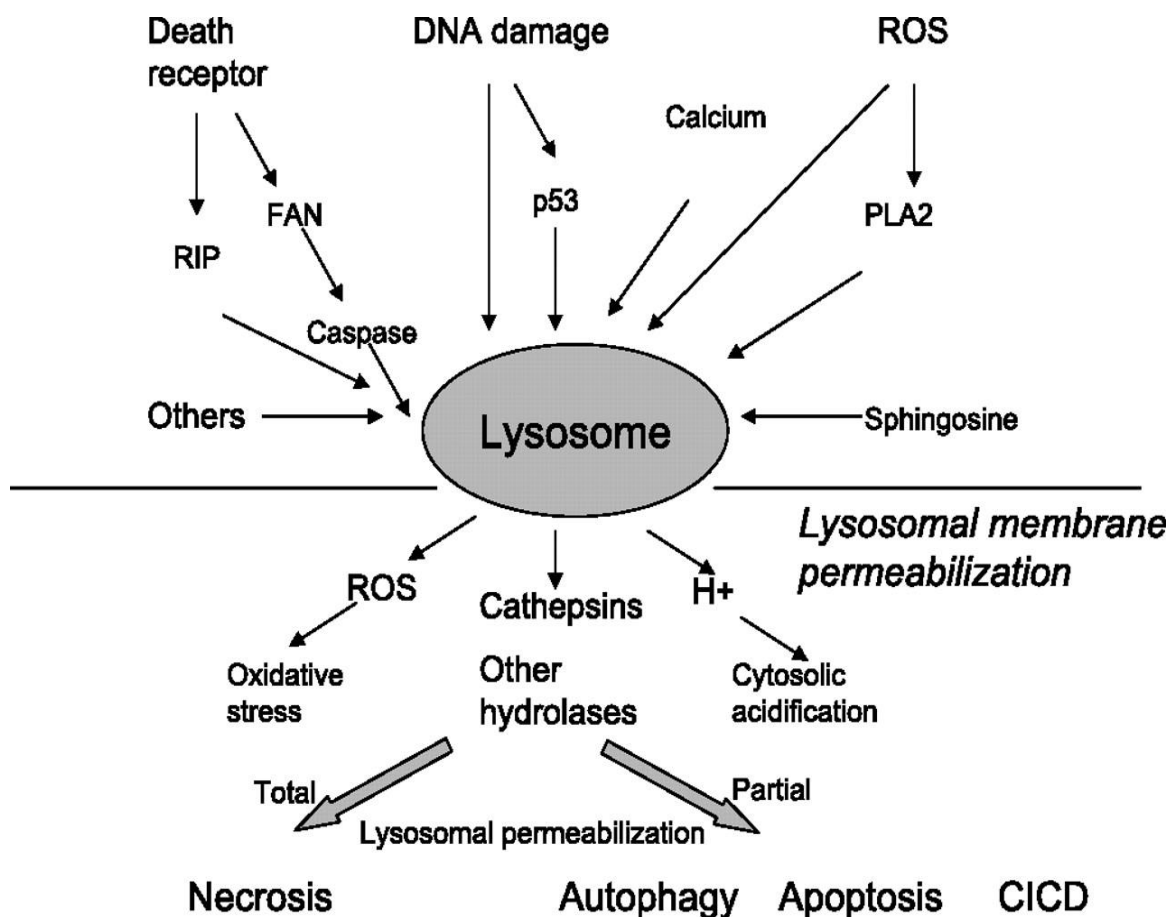 Death
receptor
DNA damage
ROS
Calcium
p53
FAN
PLA2
RIP
Caspase
Others
Lysosome
Sphingosine
Lysosomal membrane
permeabilization
ROS
Cathepsins
H+
Oxidative
stress
Other
hydrolases
Cytosolic
acidification
Total
Partial
Lysosomal permeabilization
Necrosis
Autophagy
Apoptosis
CICD